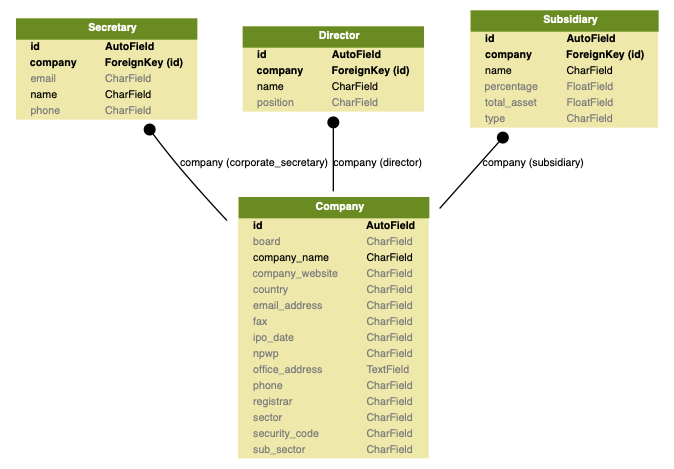 Secretary
id AutoField
company ForeignKey (id)
email CharField
name CharField
phone CharField
Director
id AutoField
company ForeignKey (id)
name CharField
position CharField
Subsidiary
id AutoField
company ForeignKey (id)
name CharField
percentage FloatField
total_asset FloatField
type CharField
company (corporate_secretary)
company (director)
company (subsidiary)
Company
id AutoField
board CharField
company_name CharField
company_website CharField
country CharField
email_address CharField
fax CharField
ipo_date CharField
npwp CharField
office_address TextField
phone CharField
registrar CharField
sector CharField
security_code CharField
sub_sector CharField